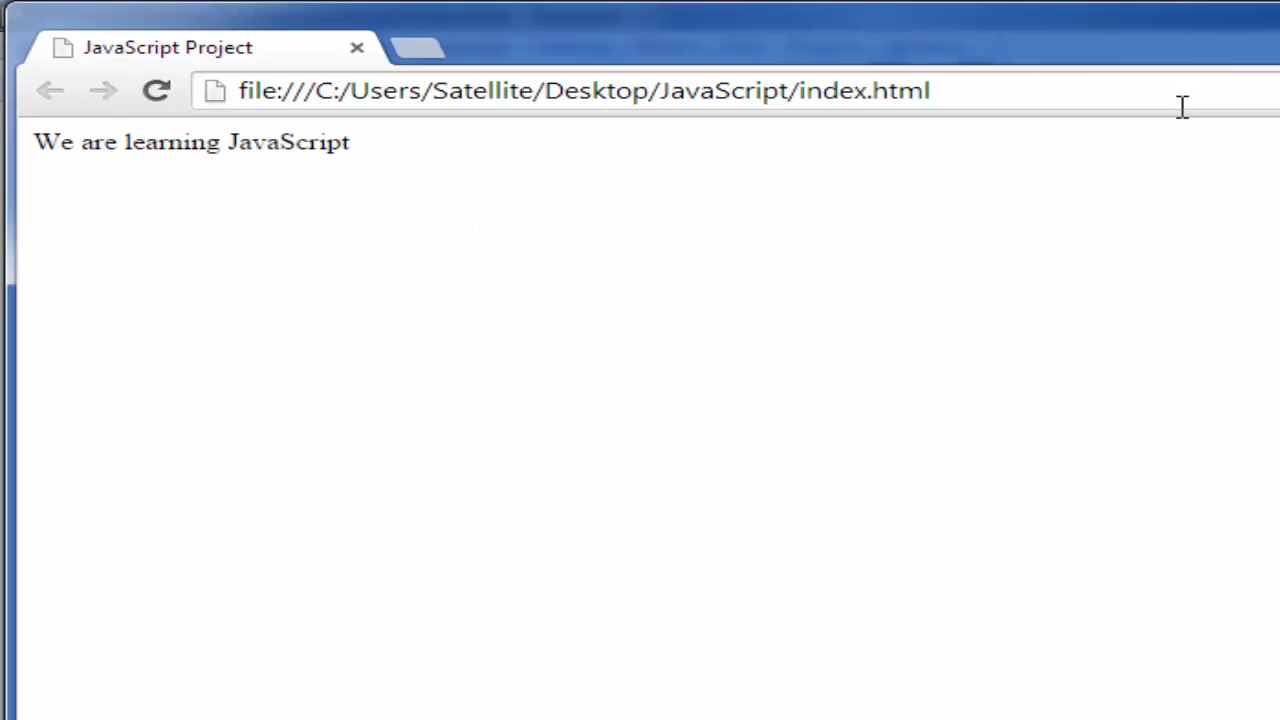 JavaScript Project
file:///C:/Users/Satellite/Desktop/JavaScript/index.html
We are learning JavaScript